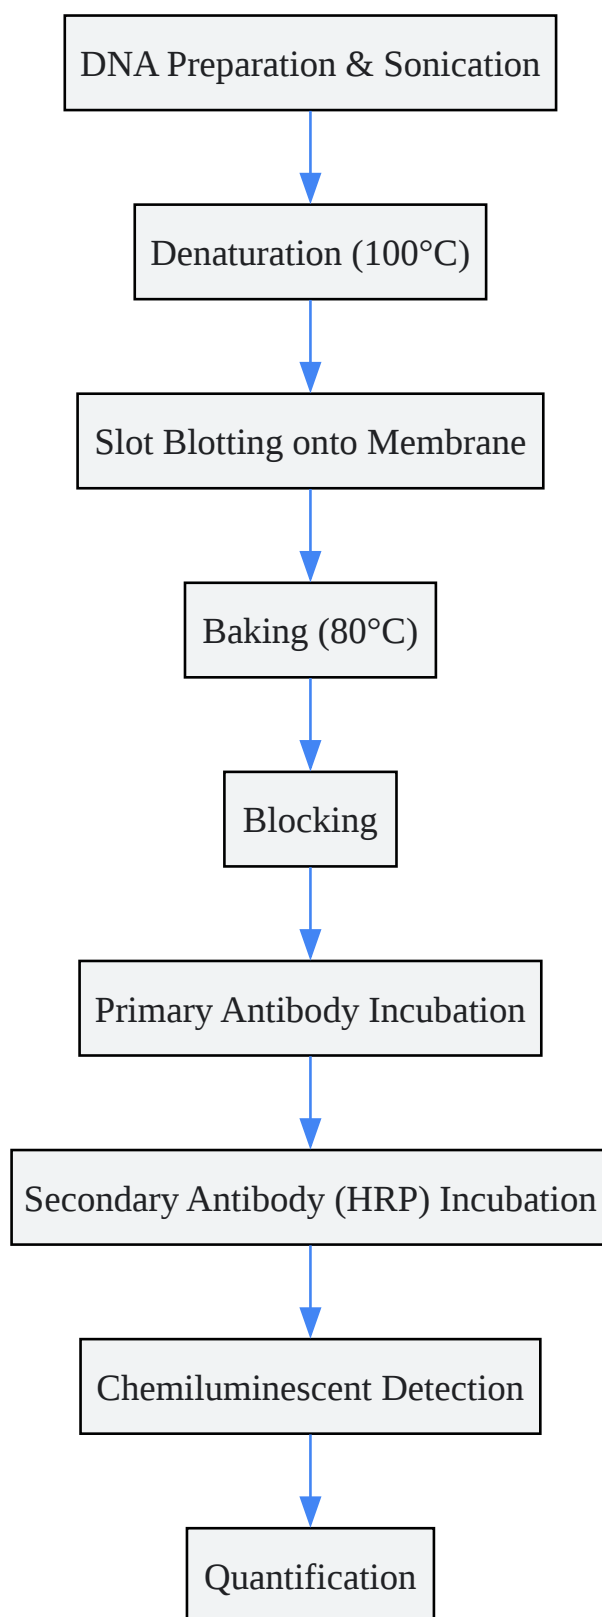 DNA Preparation & Sonication
Denaturation (100°C)
Slot Blotting onto Membrane
Baking (80°C)
Blocking
Primary Antibody Incubation
Secondary Antibody (HRP) Incubation
Chemiluminescent Detection
Quantification